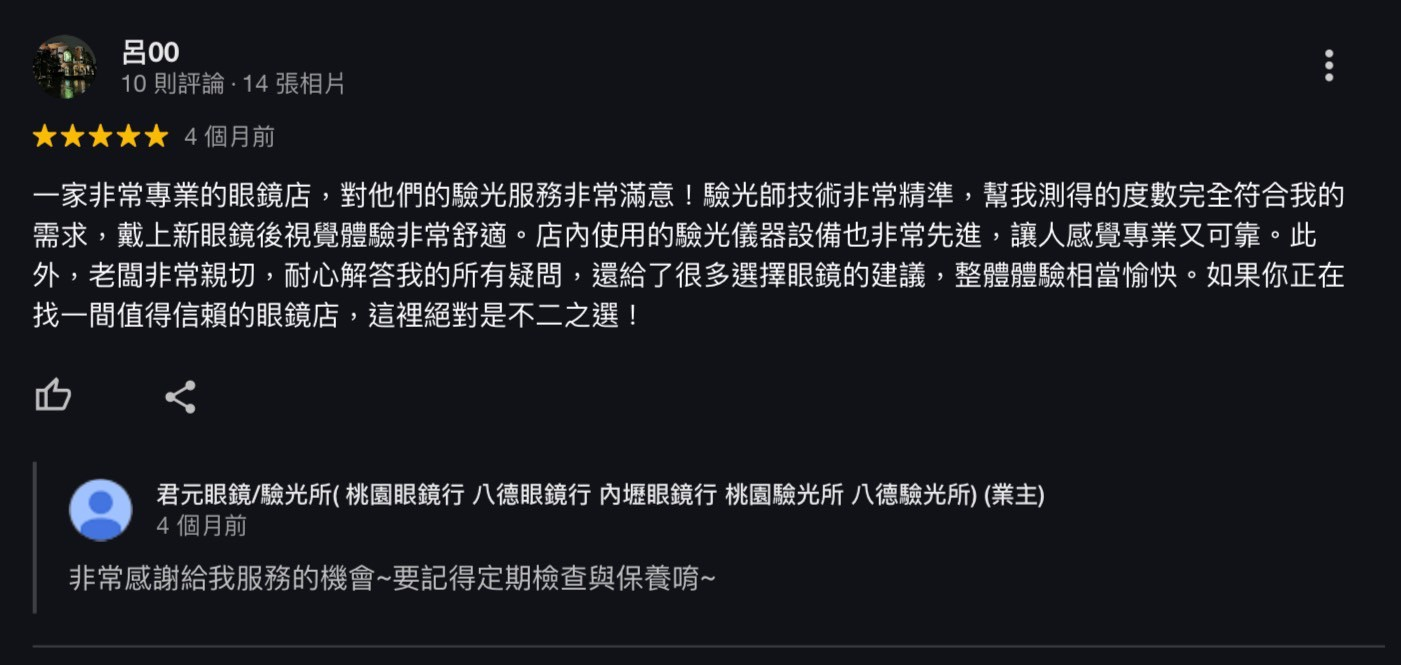 呂00
10 則評論 · 14 張相片
4 個月前
一家非常專業的眼鏡店，對他們的驗光服務非常滿意！驗光師技術非常精準，幫我測得的度數完全符合我的
需求，戴上新眼鏡後視覺體驗非常舒適。店內使用的驗光儀器設備也非常先進，讓人感覺專業又可靠。此
外，老闆非常親切，耐心解答我的所有疑問，還給了很多選擇眼鏡的建議，整體體驗相當愉快。如果你正在
找一間值得信賴的眼鏡店，這裡絕對是不二之選！
君元眼鏡/驗光所( 桃園眼鏡行 八德眼鏡行 內壢眼鏡行 桃園驗光所 八德驗光所) (業主)
4 個月前
非常感謝給我服務的機會~要記得定期檢查與保養唷~